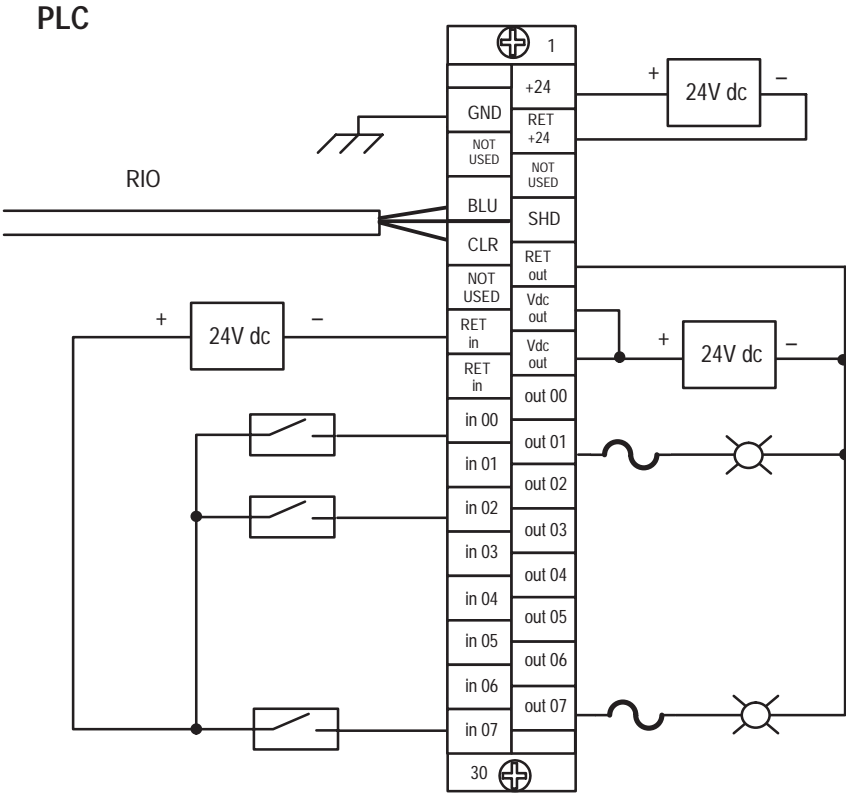 PLC
1
+24
+ 24V dc –
GND
RET
+24
NOT
USED
NOT
USED
RIO
BLU
SHD
CLR
RET
out
NOT
USED
Vdc
out
+ 24V dc –
RET
in
Vdc
out
+ 24V dc –
RET
in
out 00
in 00
out 01
in 01
out 02
in 02
out 03
in 03
out 04
in 04
out 05
in 05
out 06
in 06
out 07
in 07
30